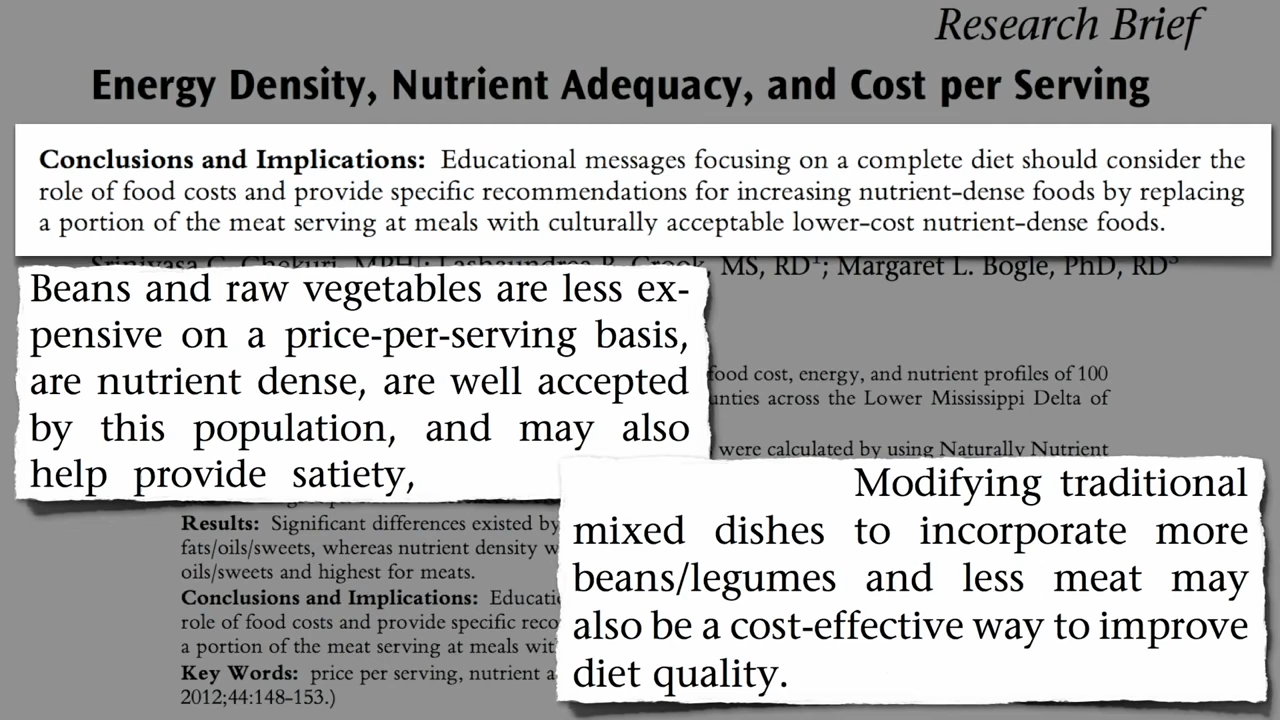 Research Brief
Energy Density, Nutrient Adequacy, and Cost per Serving
Conclusions and Implications: Educational messages focusing on a complete diet should consider the
role of food costs and provide specific recommendations for increasing nutrient-dense foods by replacing
a portion of the meat serving at meals with culturally acceptable lower-cost nutrient-dense foods.
MS, RD¹; Margaret L. Bogle, PhD, RD³
Beans and raw vegetables are less ex-
pensive on a price-per-serving basis,
are nutrient dense, are well accepted
by this population, and may also
help provide satiety,
food cost, energy, and nutrient profiles of 100
across the Lower Mississippi Delta of
were calculated by using Naturally Nutrient
Modifying traditional
mixed dishes to incorporate more
beans/legumes and less meat may
also be a cost-effective way to improve
diet quality.
Results: Significant differences existed by
fats/oils/sweets, whereas nutrient density
oils/sweets and highest for meats.
Conclusions and Implications:
role of food costs and provide specific
a portion of the meat serving at meals
Key Words: price per serving, nutrient
2012;44:148-153.)